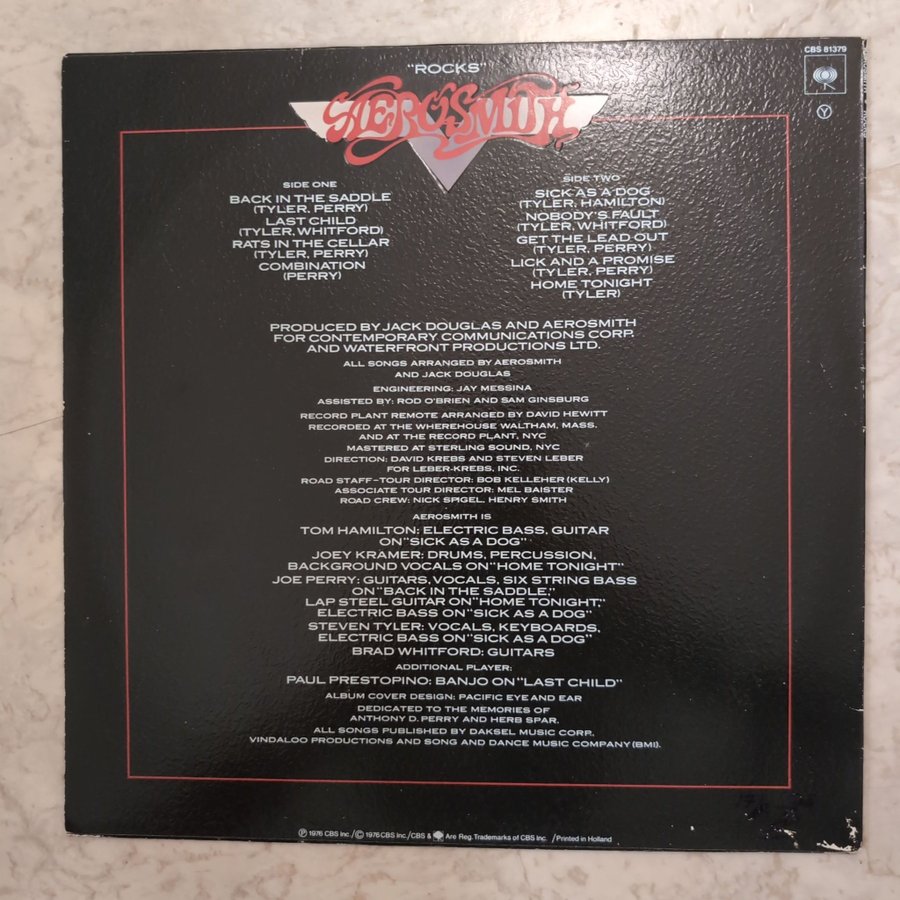 CBS 81379
"ROCKS"
AEROSMITH
Y
SIDE ONE
BACK IN THE SADDLE
(TYLER, PERRY)
LAST CHILD
(TYLER, WHITFORD)
RATS IN THE CELLAR
(TYLER, PERRY)
COMBINATION
(PERRY)
SIDE TWO
SICK AS A DOG
(TYLER, HAMILTON)
NOBODY'S FAULT
(TYLER, WHITFORD)
GET THE LEAD OUT
(TYLER, PERRY)
LICK AND A PROMISE
(TYLER, PERRY)
HOME TONIGHT
(TYLER)
PRODUCED BY JACK DOUGLAS AND AEROSMITH
FOR CONTEMPORARY COMMUNICATIONS CORP.
AND WATERFRONT PRODUCTIONS LTD.
ALL SONGS ARRANGED BY AEROSMITH
AND JACK DOUGLAS
ENGINEERING: JAY MESSINA
ASSISTED BY: ROD O'BRIEN AND SAM GINSBURG
RECORD PLANT REMOTE ARRANGED BY DAVID HEWITT
RECORDED AT THE WHEREHOUSE WALTHAM, MASS.
AND AT THE RECORD PLANT, NYC
MASTERED AT STERLING SOUND, NYC
DIRECTION: DAVID KREBS AND STEVEN LEBER
FOR LEBER-KREBS, INC.
ROAD STAFF-TOUR DIRECTOR: BOB KELLEHER (KELLY)
ASSOCIATE TOUR DIRECTOR: MEL BAISTER
ROAD CREW: NICK SPIGEL, HENRY SMITH
AEROSMITH IS
TOM HAMILTON: ELECTRIC BASS, GUITAR
ON "SICK AS A DOG"
JOEY KRAMER: DRUMS, PERCUSSION,
BACKGROUND VOCALS ON "HOME TONIGHT"
JOE PERRY: GUITARS, VOCALS, SIX STRING BASS
ON "BACK IN THE SADDLE,"
LAP STEEL GUITAR ON "HOME TONIGHT,"
ELECTRIC BASS ON "SICK AS A DOG"
STEVEN TYLER: VOCALS, KEYBOARDS,
ELECTRIC BASS ON "SICK AS A DOG"
BRAD WHITFORD: GUITARS
ADDITIONAL PLAYER:
PAUL PRESTOPINO: BANJO ON "LAST CHILD"
ALBUM COVER DESIGN: PACIFIC EYE AND EAR
DEDICATED TO THE MEMORIES OF
ANTHONY D. PERRY AND HERB SPAR.
ALL SONGS PUBLISHED BY DAKSEL MUSIC CORP.
VINDALOO PRODUCTIONS AND SONG AND DANCE MUSIC COMPANY (BMI).
℗ 1976 CBS Inc./© 1976 CBS Inc./CBS & Are Reg. Trademarks of CBS Inc. /Printed in Holland